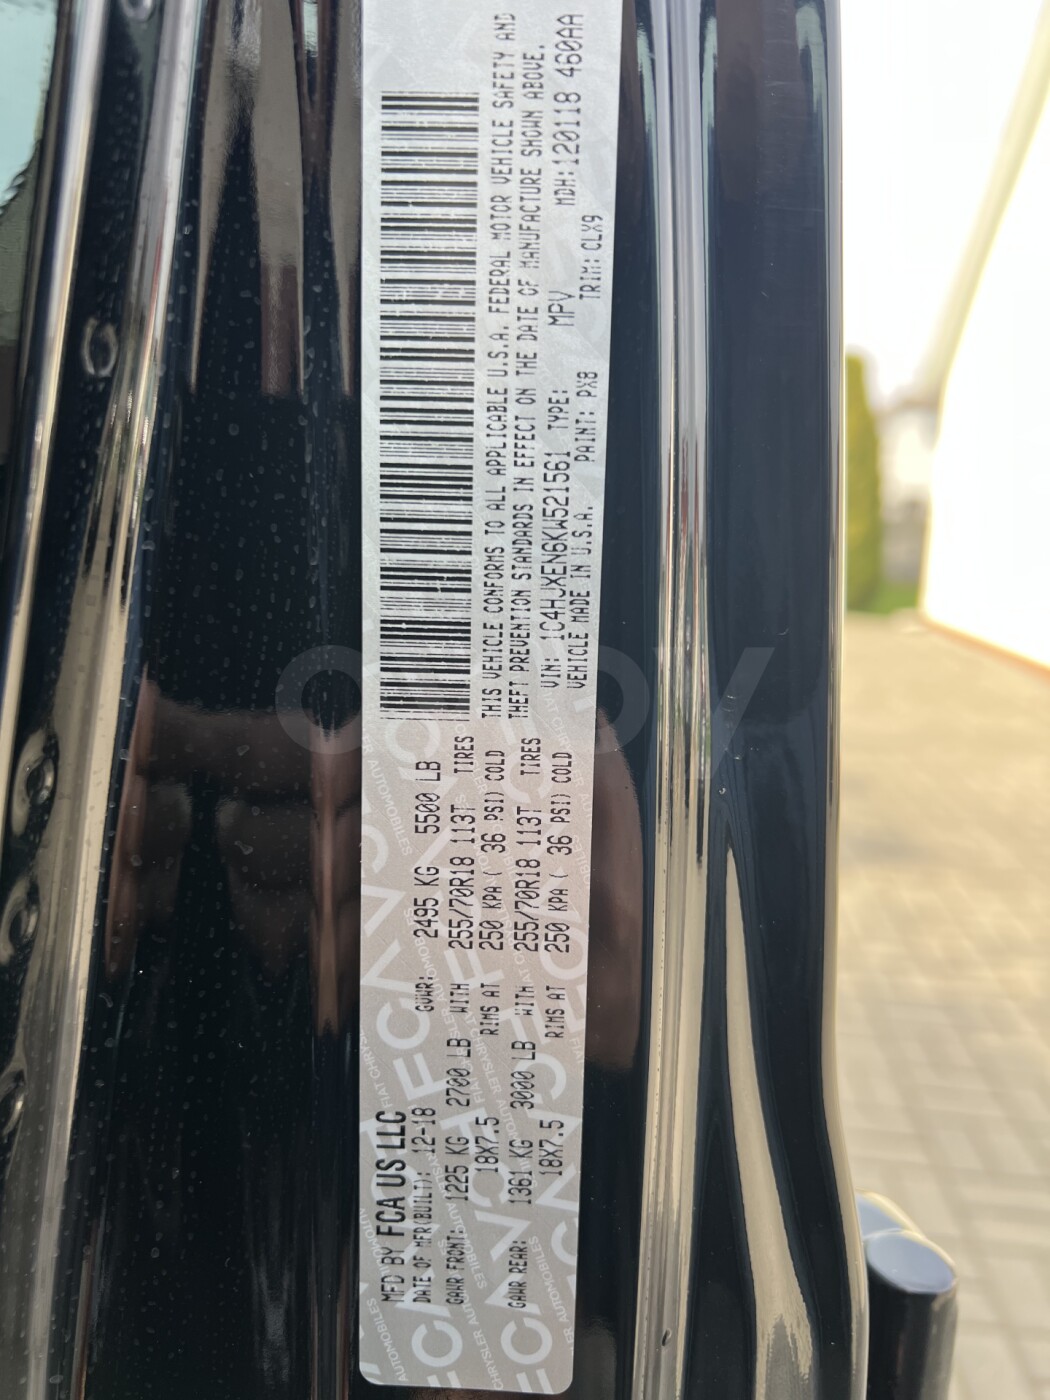 MFD BY FCA US LLC
DATE OF MFR(BUILT): 12-18 GVWR: 2495 KG 5500 LB
GAWR FRONT: 1225 KG 2700 LB WITH 255/70R18 113T TIRES
18X7.5 RIMS AT 250 KPA ( 36 PSI) COLD
GAWR REAR: 1361 KG 3000 LB WITH 255/70R18 113T TIRES
18X7.5 RIMS AT 250 KPA ( 36 PSI) COLD
THIS VEHICLE CONFORMS TO ALL APPLICABLE U.S.A. FEDERAL MOTOR VEHICLE SAFETY AND
THEFT PREVENTION STANDARDS IN EFFECT ON THE DATE OF MANUFACTURE SHOWN ABOVE.
VIN: 1C4HJXEN6KW521561 TYPE: MPV MDH:120118 460AA
VEHICLE MADE IN U.S.A. PAINT: PX8 TRIM: CLX9